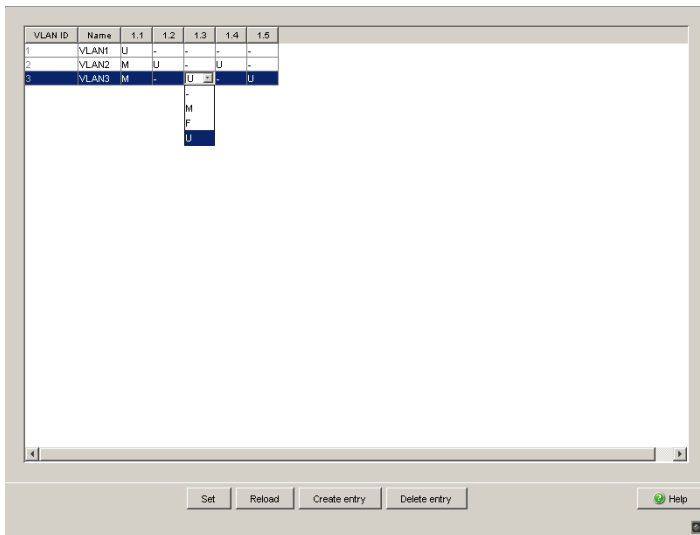 VLAN ID Name 1.1 1.2 1.3 1.4 1.5
1 VLAN1 U - - - -
2 VLAN2 M U - U -
3 VLAN3 M - U - U
-
M
F
U
Set Reload Create entry Delete entry Help